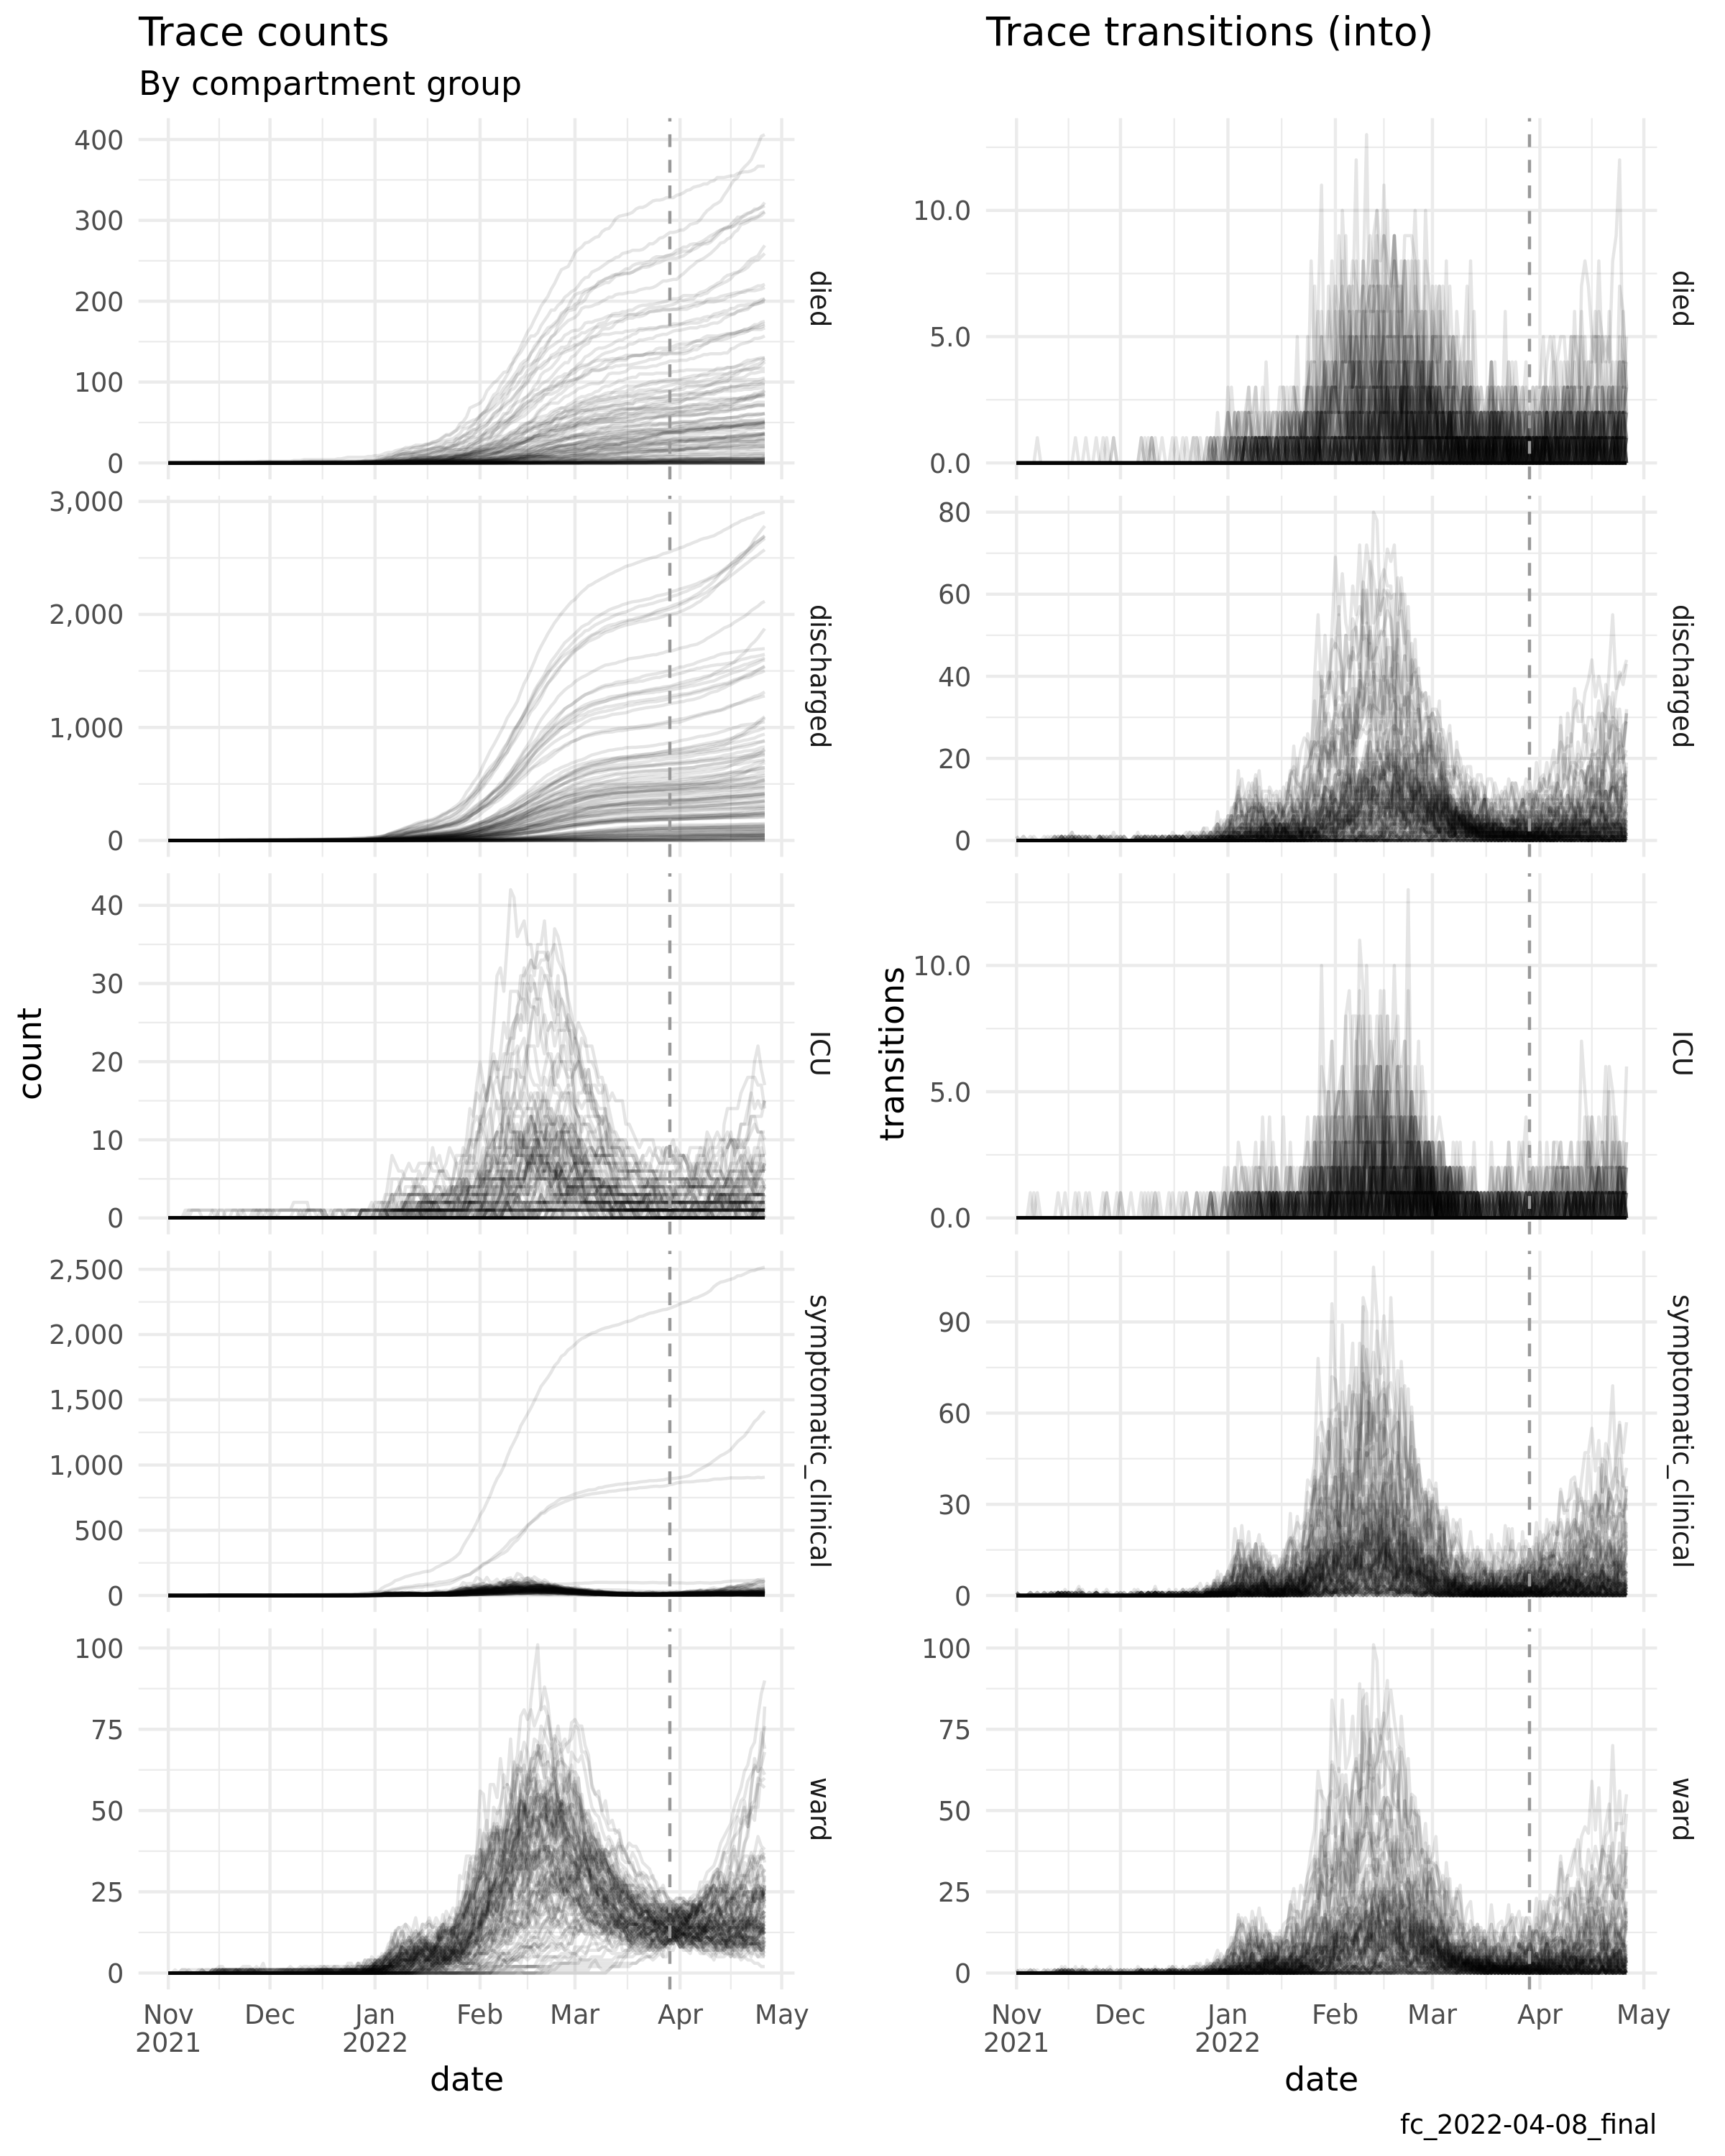 Trace counts
By compartment group
400
300
200
100
0
died
3,000
2,000
1,000
0
discharged
40
30
20
10
0
ICU
2,500
2,000
1,500
1,000
500
0
symptomatic_clinical
100
75
50
25
0
ward
count
Nov Dec Jan Feb Mar Apr May
2021 2022
date
Trace transitions (into)
10.0
5.0
0.0
died
80
60
40
20
0
discharged
10.0
5.0
0.0
ICU
90
60
30
0
symptomatic_clinical
100
75
50
25
0
ward
transitions
Nov Dec Jan Feb Mar Apr May
2021 2022
date
fc_2022-04-08_final